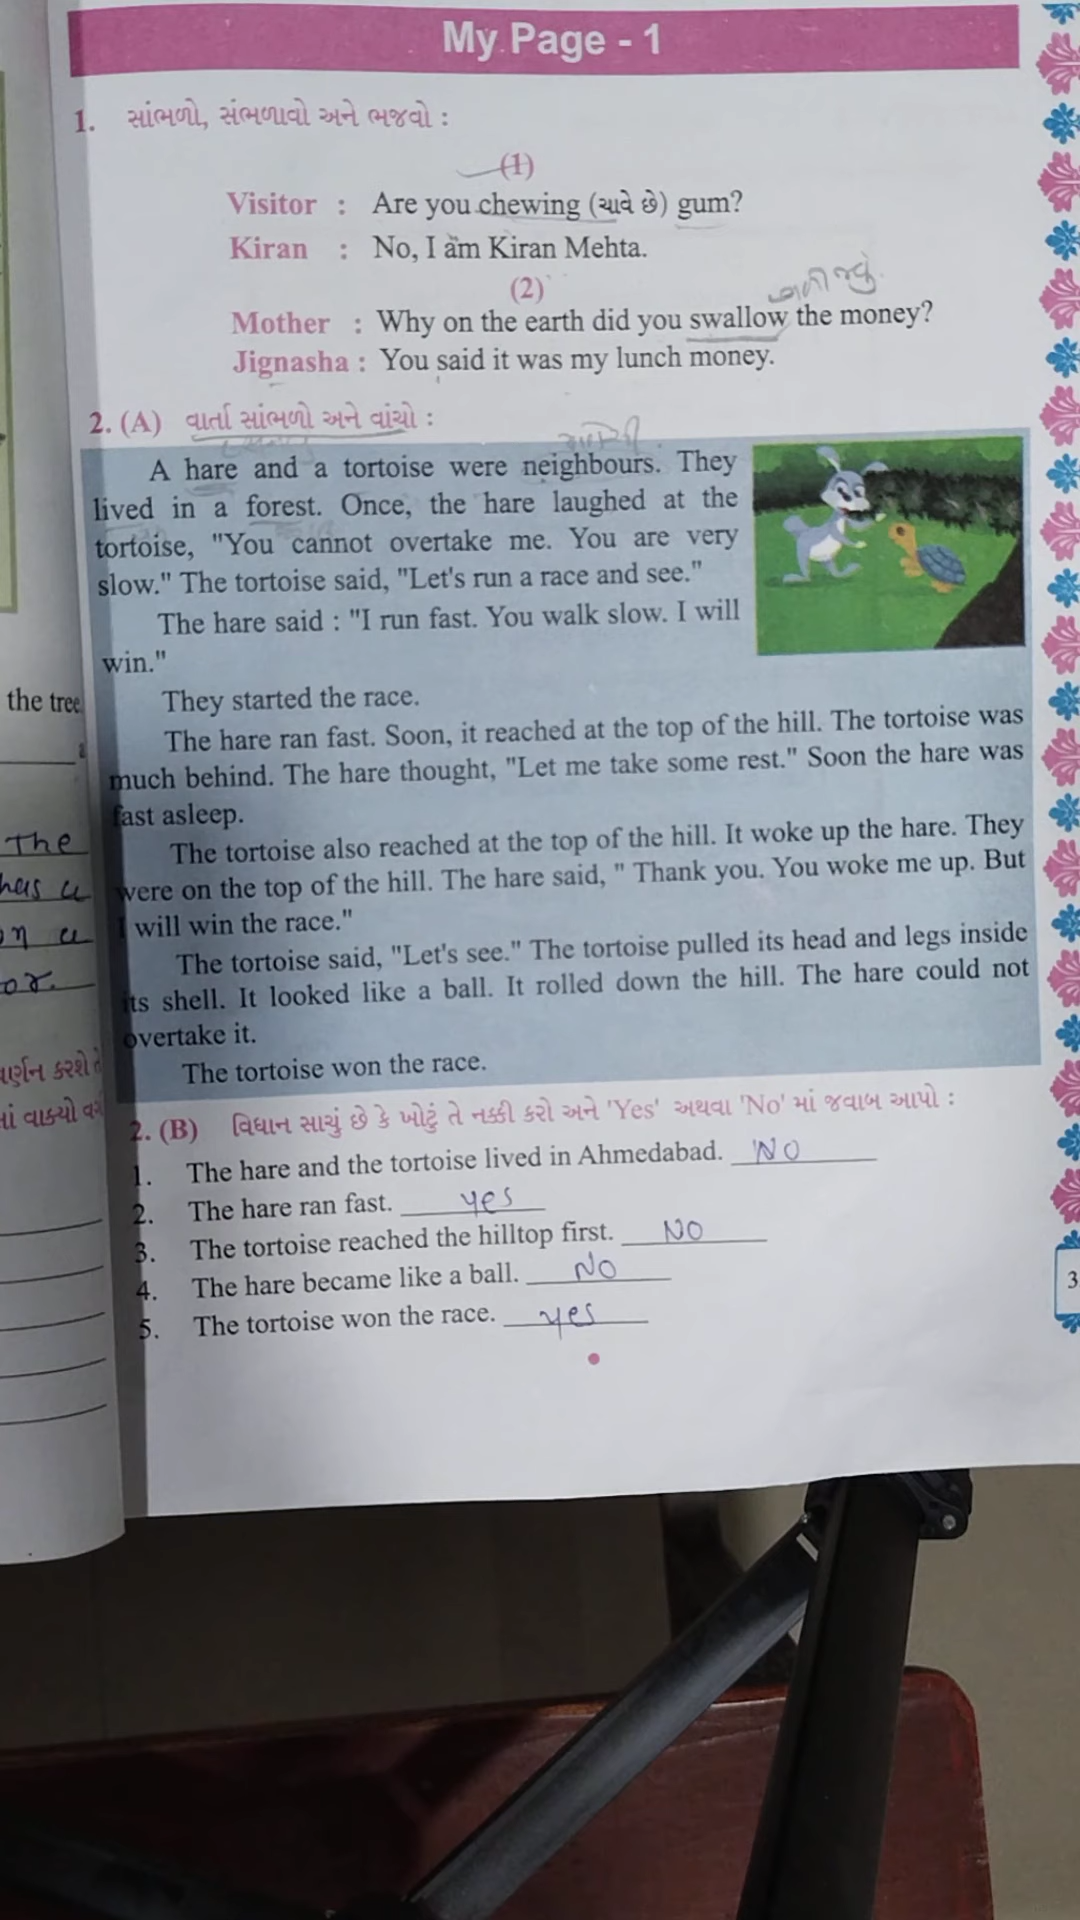 My Page - 1
1. સાંભળો, સંભળાવો અને ભજવો :
(1)
Visitor : Are you chewing (ચાવે છે) gum?
Kiran : No, I am Kiran Mehta.
(2)
Mother : Why on the earth did you swallow the money?
Jignasha : You said it was my lunch money.
2. (A) વાર્તા સાંભળો અને વાંચો :
A hare and a tortoise were neighbours. They
lived in a forest. Once, the hare laughed at the
tortoise, "You cannot overtake me. You are very
slow." The tortoise said, "Let's run a race and see."
The hare said : "I run fast. You walk slow. I will
win."
They started the race.
The hare ran fast. Soon, it reached at the top of the hill. The tortoise was
much behind. The hare thought, "Let me take some rest." Soon the hare was
fast asleep.
The tortoise also reached at the top of the hill. It woke up the hare. They
were on the top of the hill. The hare said, " Thank you. You woke me up. But
I will win the race."
The tortoise said, "Let's see." The tortoise pulled its head and legs inside
its shell. It looked like a ball. It rolled down the hill. The hare could not
overtake it.
The tortoise won the race.
2. (B) વિધાન સાચું છે કે ખોટું તે નક્કી કરો અને 'Yes' અથવા 'No' માં જવાબ આપો :
1. The hare and the tortoise lived in Ahmedabad. NO
2. The hare ran fast. yes
3. The tortoise reached the hilltop first. NO
4. The hare became like a ball. NO
5. The tortoise won the race. yes
3
the tree
The
has a
on a
or.
ર્ણન કરશે તે
માં વાક્યો